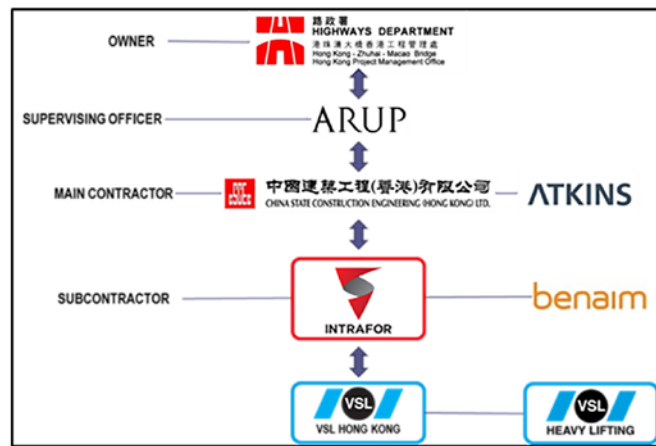 OWNER
路政署
HIGHWAYS DEPARTMENT
港珠澳大橋香港工程管理處
Hong Kong - Zhuhai - Macao Bridge
Hong Kong Project Management Office
SUPERVISING OFFICER
ARUP
MAIN CONTRACTOR
中國建築工程(香港)有限公司
CHINA STATE CONSTRUCTION ENGINEERING (HONG KONG) LTD.
ATKINS
SUBCONTRACTOR
INTRAFOR
benaim
VSL
VSL HONG KONG
VSL
HEAVY LIFTING